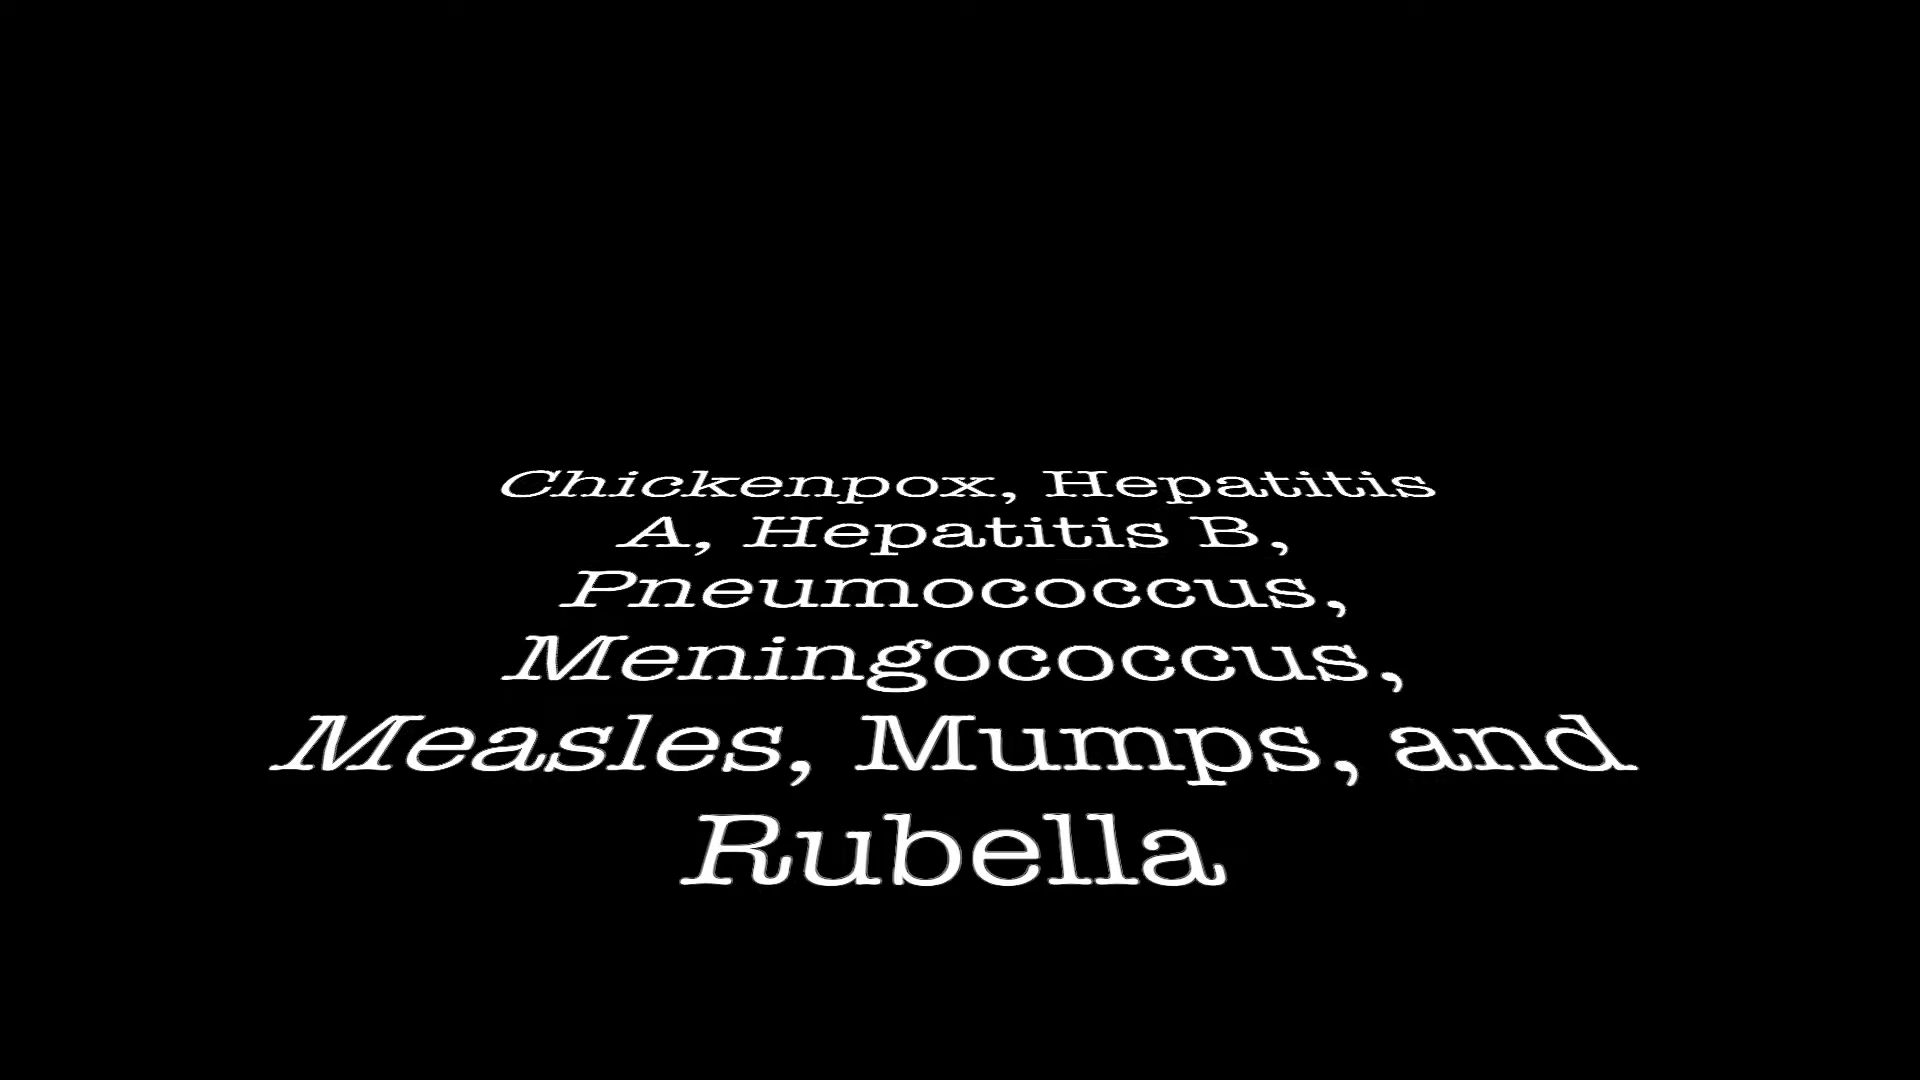 Chickenpox, Hepatitis
A, Hepatitis B,
Pneumococcus,
Meningococcus,
Measles, Mumps, and
Rubella